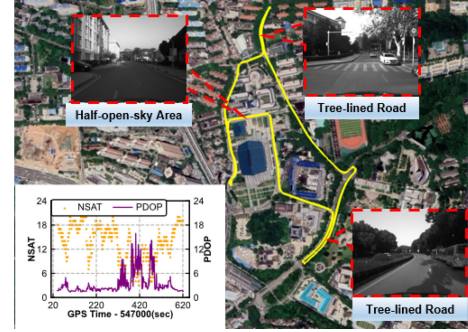 Half-open-sky Area
Tree-lined Road
Tree-lined Road
24
18
12
6
0
NSAT
NSAT
PDOP
24
18
12
6
0
PDOP
20
220
420
620
GPS Time - 547000(sec)